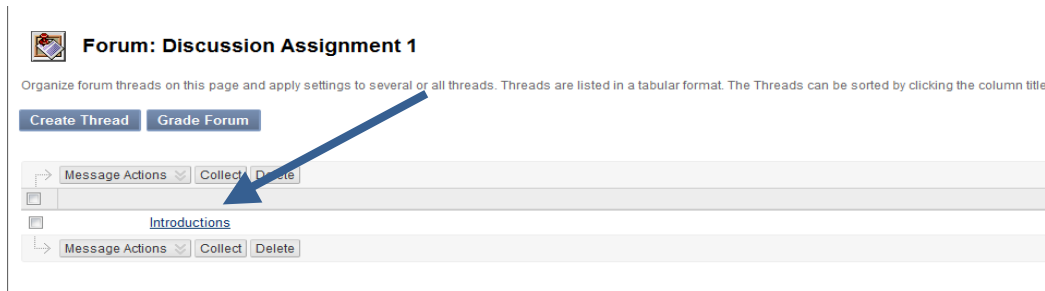 Forum: Discussion Assignment 1
Organize forum threads on this page and apply settings to several or all threads. Threads are listed in a tabular format. The Threads can be sorted by clicking the column title
Create Thread Grade Forum
Message Actions Collect Delete
Introductions
Message Actions Collect Delete